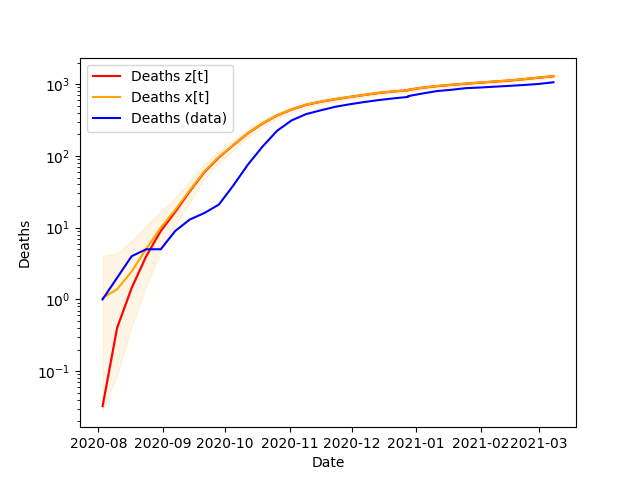 Deaths z[t]
Deaths x[t]
Deaths (data)
10³
10²
10¹
10⁰
10⁻¹
Deaths
2020-08 2020-09 2020-10 2020-11 2020-12 2021-01 2021-02 2021-03
Date